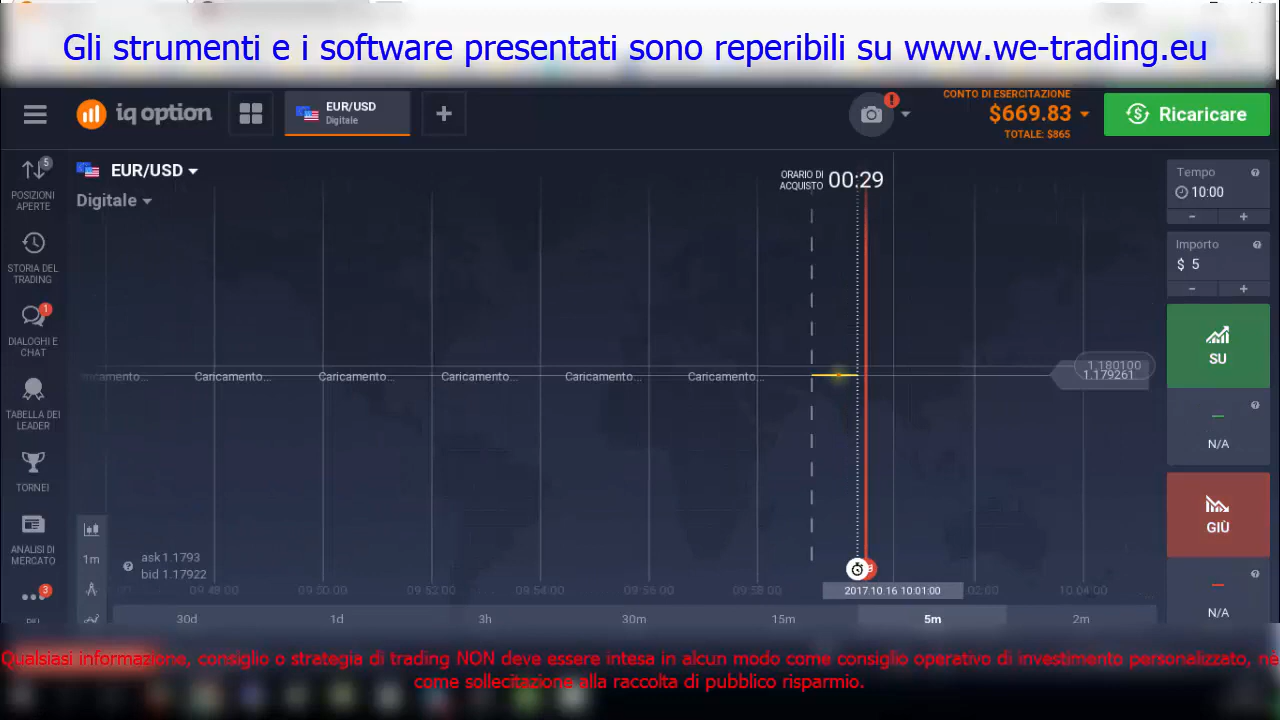 Gli strumenti e i software presentati sono reperibili su www.we-trading.eu
iq option
EUR/USD
Digitale
+
!
CONTO DI ESERCITAZIONE
$669.83
TOTALE: $865
Ricaricare
5
POSIZIONI
APERTE
STORIA DEL
TRADING
1
DIALOGHI E
CHAT
TABELLA DEI
LEADER
TORNEI
ANALISI DI
MERCATO
3
EUR/USD
Digitale
ORARIO DI
ACQUISTO
00:29
Caricamento...
Caricamento...
Caricamento...
Caricamento...
Caricamento...
1.180100
1.179261
1m
ask 1.1793
bid 1.17922
09:48:00
09:50:00
09:52:00
09:54:00
09:56:00
09:58:00
2017.10.16 10:01:00
10:04:00
30d
1d
3h
30m
15m
5m
2m
Tempo
10:00
-
+
Importo
$ 5
-
+
SU
N/A
GIÙ
N/A
Qualsiasi informazione, consiglio o strategia di trading NON deve essere intesa in alcun modo come consiglio operativo di investimento personalizzato, nè
come sollecitazione alla raccolta di pubblico risparmio.